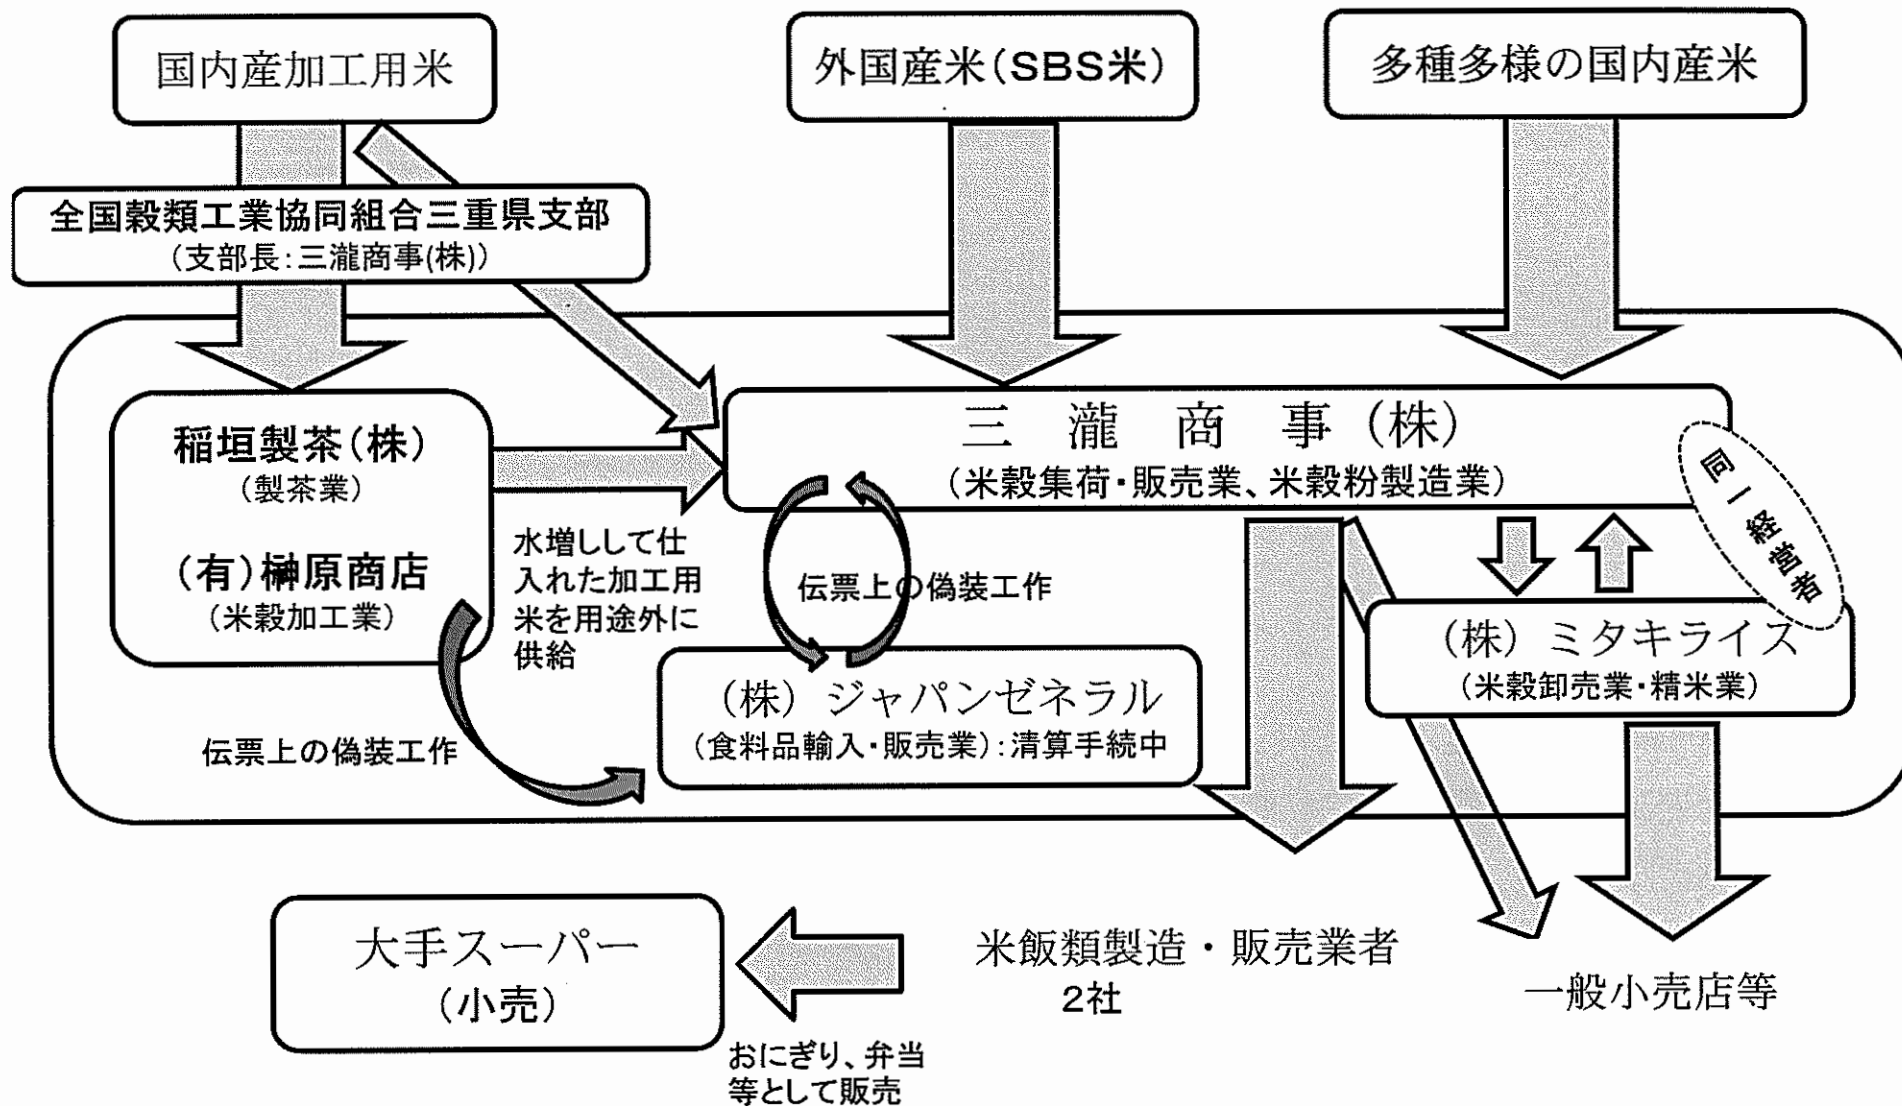 国内産加工用米
外国産米(SBS米)
多種多様の国内産米
全国穀類工業協同組合三重県支部
(支部長:三瀧商事(株))
稲垣製茶(株)
(製茶業)
(有)榊原商店
(米穀加工業)
三 瀧 商 事 (株)
(米穀集荷・販売業、米穀粉製造業)
同一経営者
水増しして仕
入れた加工用
米を用途外に
供給
伝票上の偽装工作
(株)ミタキライス
(米穀卸売業・精米業)
(株)ジャパンゼネラル
(食料品輸入・販売業):清算手続中
伝票上の偽装工作
大手スーパー
(小売)
米飯類製造・販売業者
2社
一般小売店等
おにぎり、弁当
等として販売